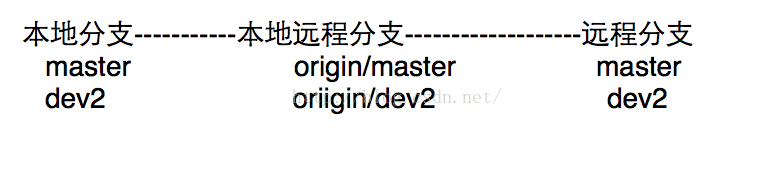 本地分支-----------本地远程分支-------------------远程分支
master origin/master master
dev2 oriigin/dev2 dev2